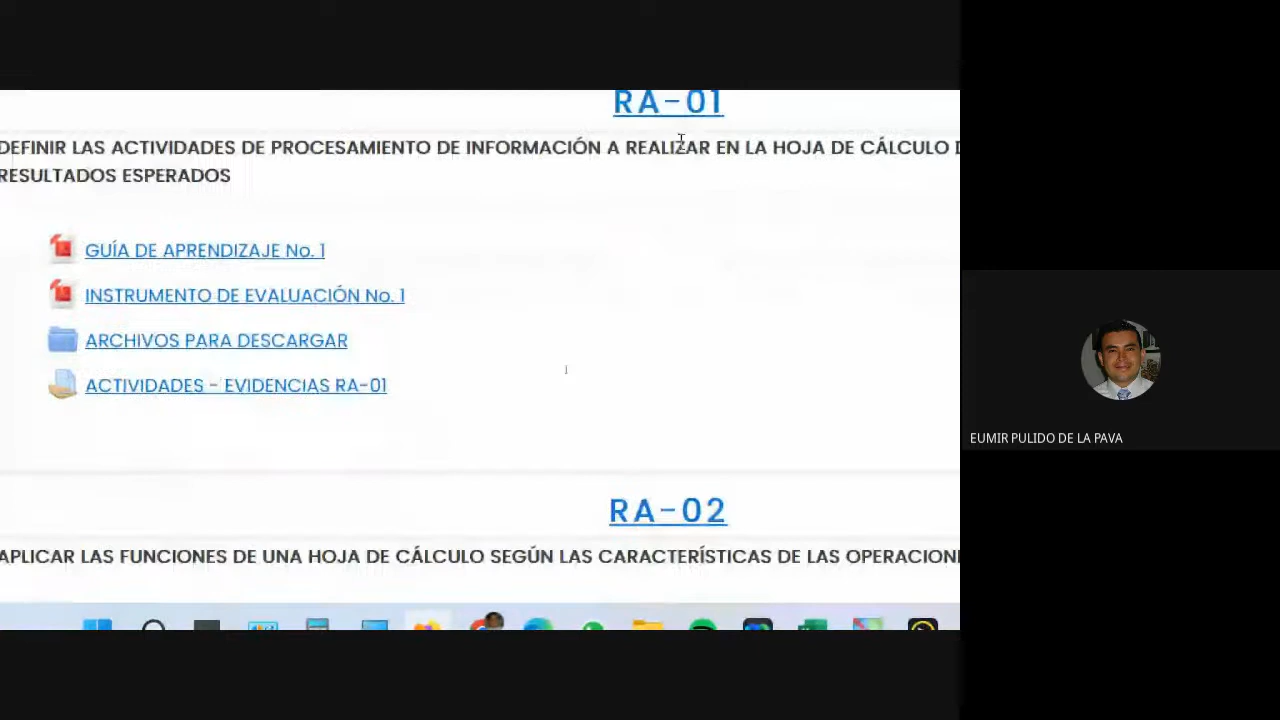 RA-01
DEFINIR LAS ACTIVIDADES DE PROCESAMIENTO DE INFORMACIÓN A REALIZAR EN LA HOJA DE CÁLCULO
RESULTADOS ESPERADOS
GUÍA DE APRENDIZAJE No. 1
INSTRUMENTO DE EVALUACIÓN No. 1
ARCHIVOS PARA DESCARGAR
ACTIVIDADES - EVIDENCIAS RA-01
EUMIR PULIDO DE LA PAVA
RA-02
APLICAR LAS FUNCIONES DE UNA HOJA DE CÁLCULO SEGÚN LAS CARACTERÍSTICAS DE LAS OPERACION